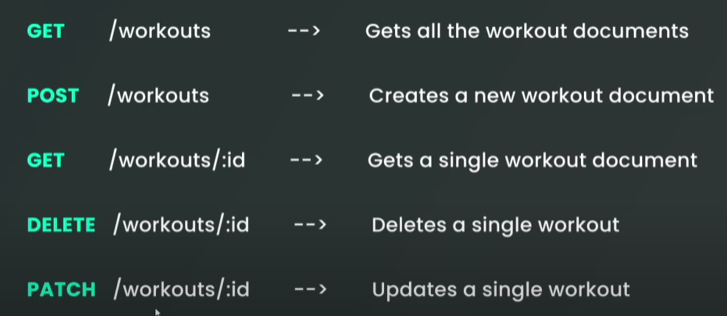 GET /workouts --> Gets all the workout documents
POST /workouts --> Creates a new workout document
GET /workouts/:id --> Gets a single workout document
DELETE /workouts/:id --> Deletes a single workout
PATCH /workouts/:id --> Updates a single workout